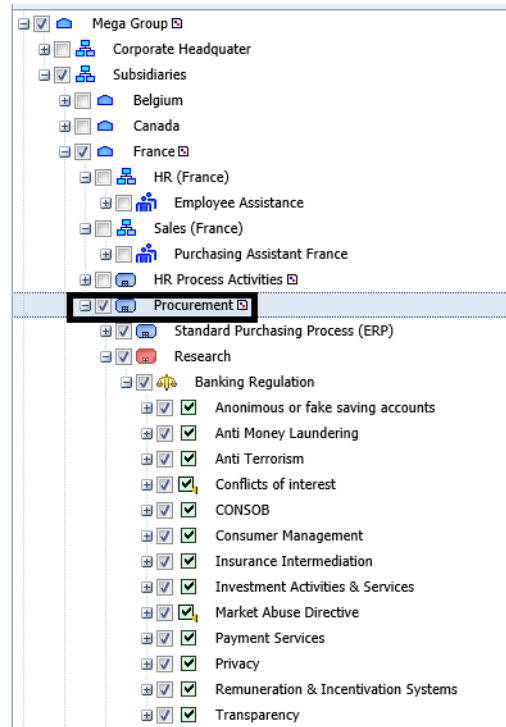 Mega Group
Corporate Headquater
Subsidiaries
Belgium
Canada
France
HR (France)
Employee Assistance
Sales (France)
Purchasing Assistant France
HR Process Activities
Procurement
Standard Purchasing Process (ERP)
Research
Banking Regulation
Anonimous or fake saving accounts
Anti Money Laundering
Anti Terrorism
Conflicts of interest
CONSOB
Consumer Management
Insurance Intermediation
Investment Activities & Services
Market Abuse Directive
Payment Services
Privacy
Remuneration & Incentivation Systems
Transparency